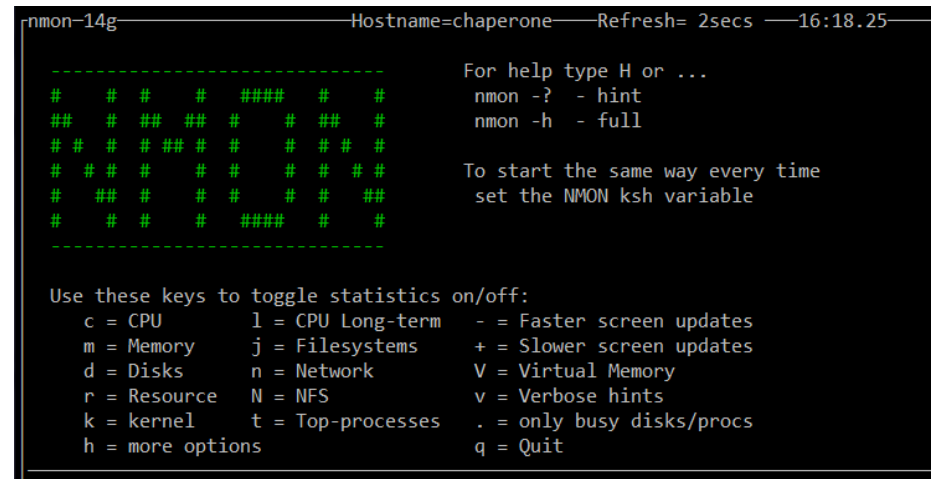 nmon-14g Hostname=chaperone Refresh= 2secs 16:18.25
------------------------------ For help type H or ...
#     # #     #  ####   #     # nmon -? - hint
##    # ##   ## #    #  ##    # nmon -h - full
# #   # # ## #  #    #  # #   #
#  #  # #     # #    #  #  #  # To start the same way every time
#   ## #     #  #    #  #    ## set the NMON ksh variable
#     # #     #  ####   #     #
------------------------------
Use these keys to toggle statistics on/off:
c = CPU l = CPU Long-term - = Faster screen updates
m = Memory j = Filesystems + = Slower screen updates
d = Disks n = Network V = Virtual Memory
r = Resource N = NFS v = Verbose hints
k = kernel t = Top-processes . = only busy disks/procs
h = more options q = Quit